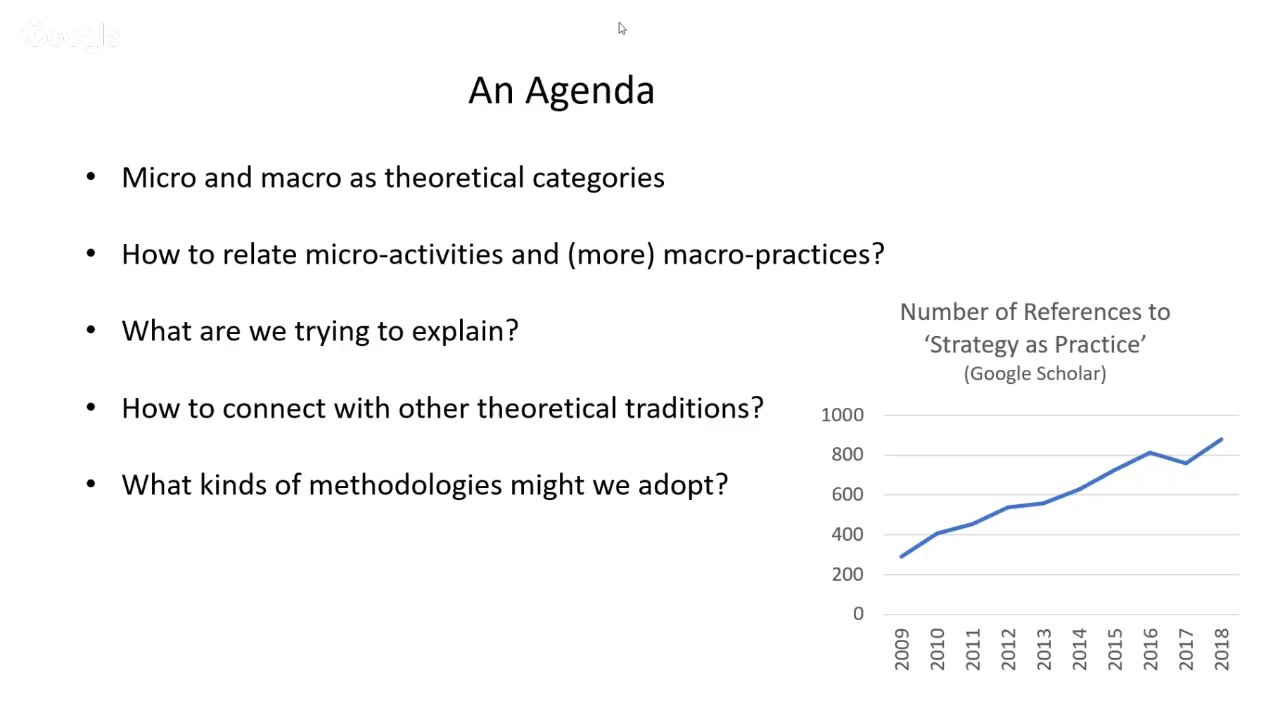 Google
An Agenda
• Micro and macro as theoretical categories
• How to relate micro-activities and (more) macro-practices?
• What are we trying to explain?
• How to connect with other theoretical traditions?
• What kinds of methodologies might we adopt?
Number of References to
‘Strategy as Practice’
(Google Scholar)
1000
800
600
400
200
0
2009
2010
2011
2012
2013
2014
2015
2016
2017
2018